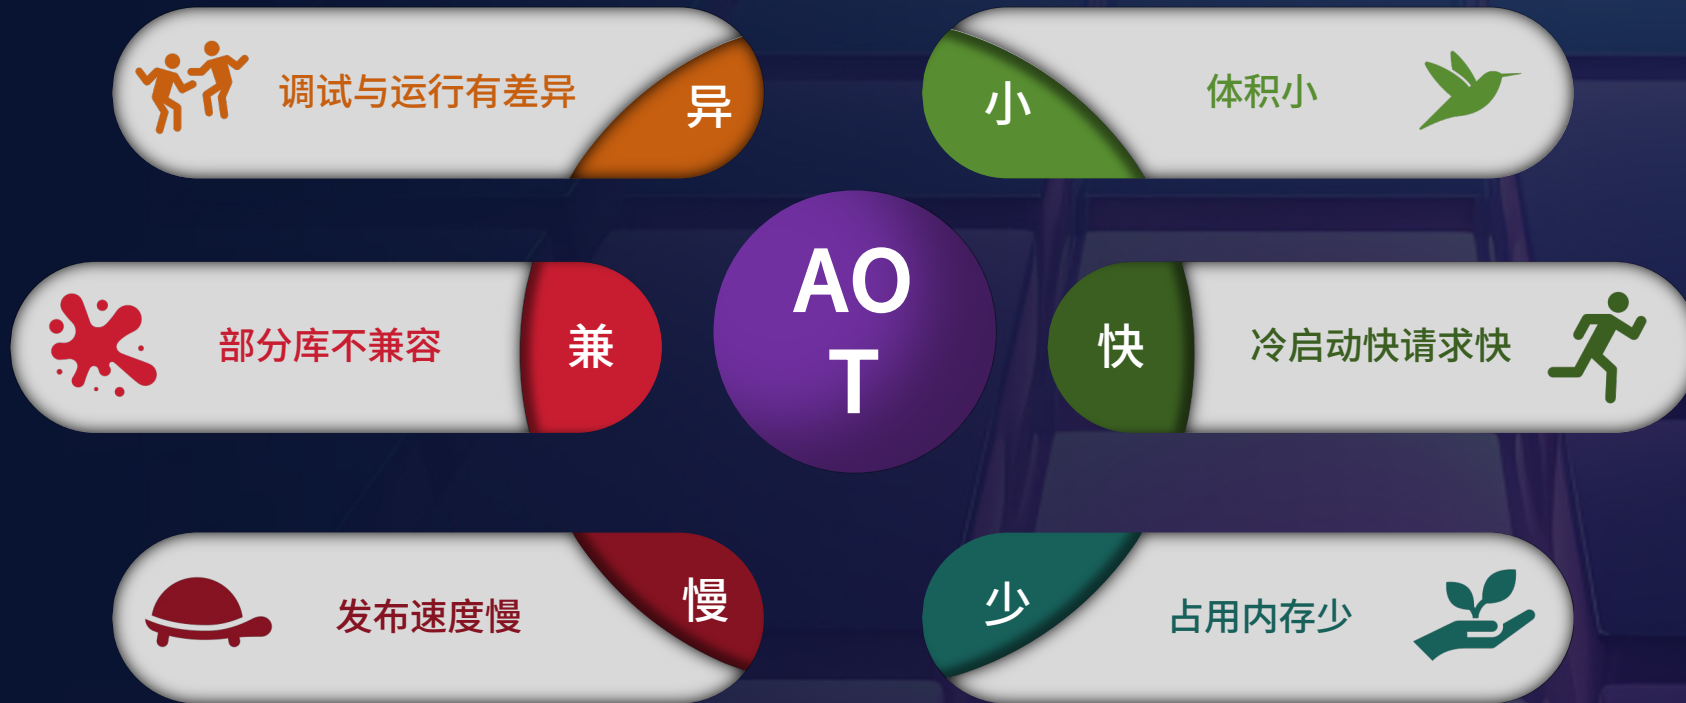 调试与运行有差异
异
小
体积小
部分库不兼容
兼
AO
T
快
冷启动快请求快
发布速度慢
慢
少
占用内存少